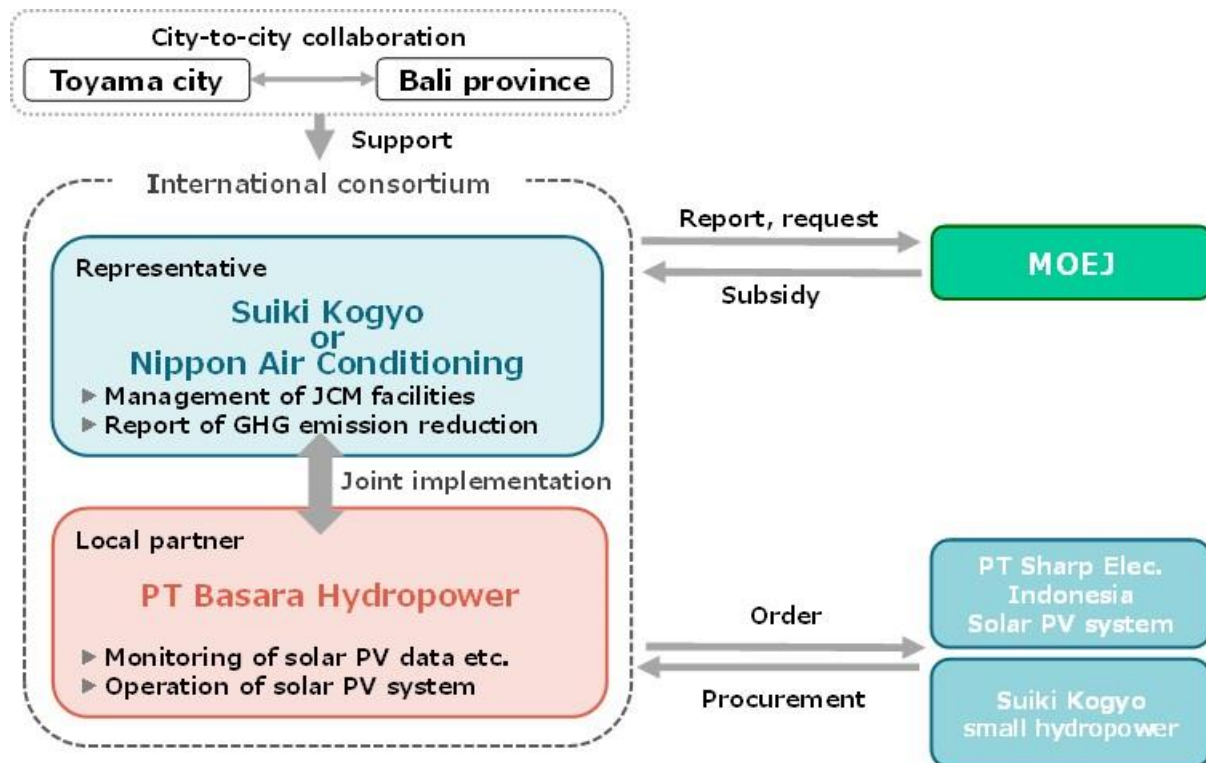 City-to-city collaboration
Toyama city
Bali province
Support
International consortium
Representative
Suiki Kogyo
or
Nippon Air Conditioning
▶ Management of JCM facilities
▶ Report of GHG emission reduction
Joint implementation
Local partner
PT Basara Hydropower
▶ Monitoring of solar PV data etc.
▶ Operation of solar PV system
Report, request
Subsidy
MOEJ
Order
Procurement
PT Sharp Elec.
Indonesia
Solar PV system
Suiki Kogyo
small hydropower